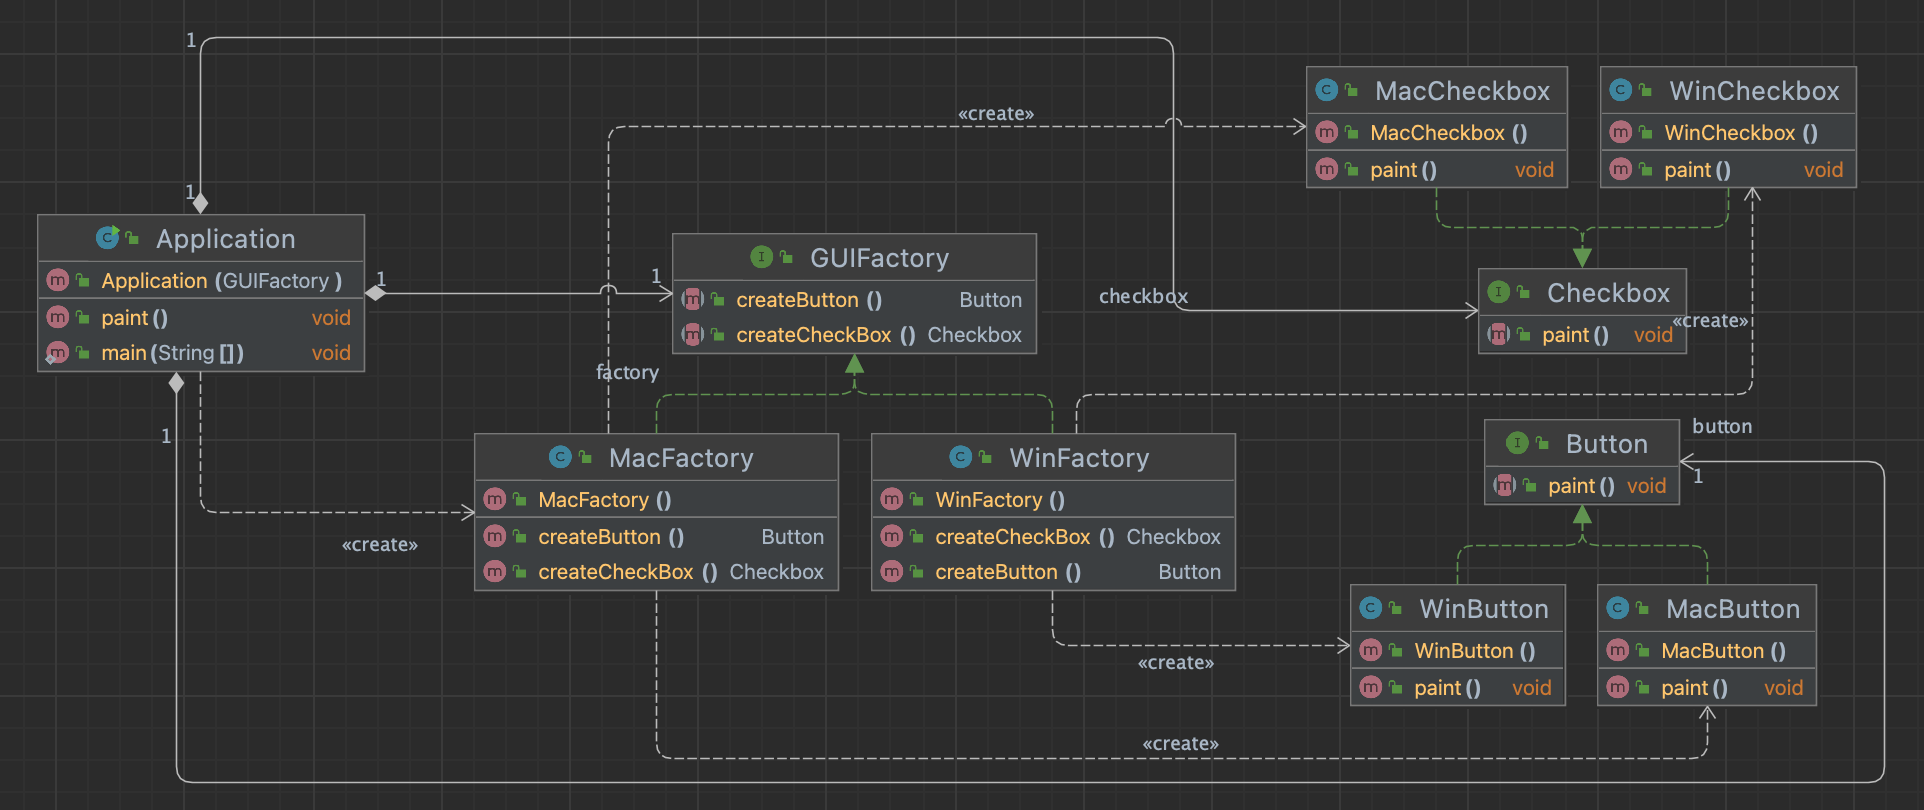 1
«create»
1
Application
Application (GUIFactory )
paint () void
main (String []) void
1
1
GUIFactory
createButton () Button
createCheckBox () Checkbox
factory
checkbox
MacCheckbox
MacCheckbox ()
paint () void
WinCheckbox
WinCheckbox ()
paint () void
Checkbox
paint () void
«create»
1
«create»
MacFactory
MacFactory ()
createButton () Button
createCheckBox () Checkbox
WinFactory
WinFactory ()
createCheckBox () Checkbox
createButton () Button
Button
paint () void
button
1
«create»
WinButton
WinButton ()
paint () void
MacButton
MacButton ()
paint () void
«create»